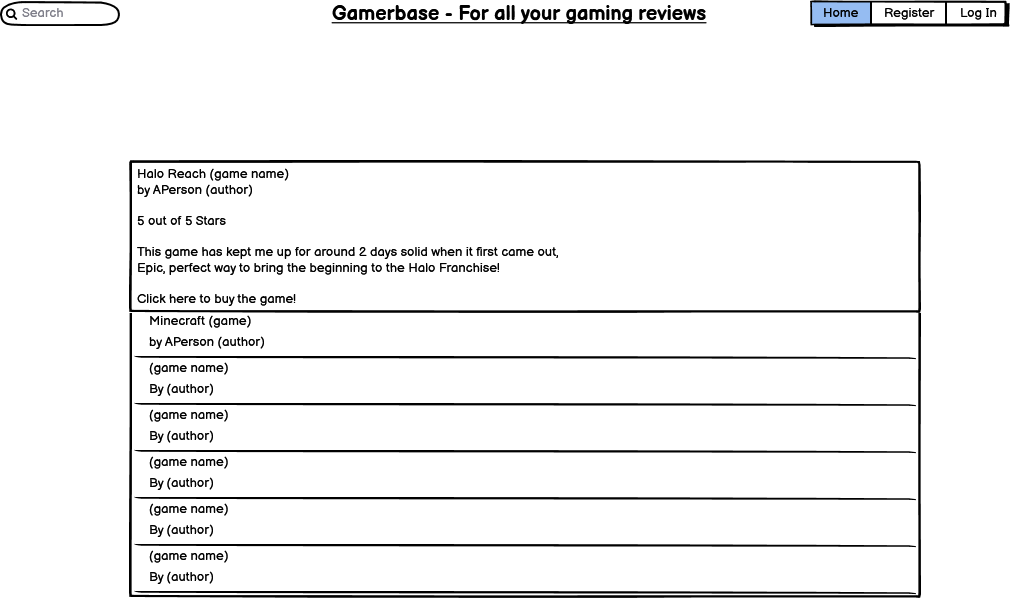 Search
Gamerbase - For all your gaming reviews
Home
Register
Log In
Halo Reach (game name)
by APerson (author)
5 out of 5 Stars
This game has kept me up for around 2 days solid when it first came out,
Epic, perfect way to bring the beginning to the Halo Franchise!
Click here to buy the game!
Minecraft (game)
by APerson (author)
(game name)
By (author)
(game name)
By (author)
(game name)
By (author)
(game name)
By (author)
(game name)
By (author)